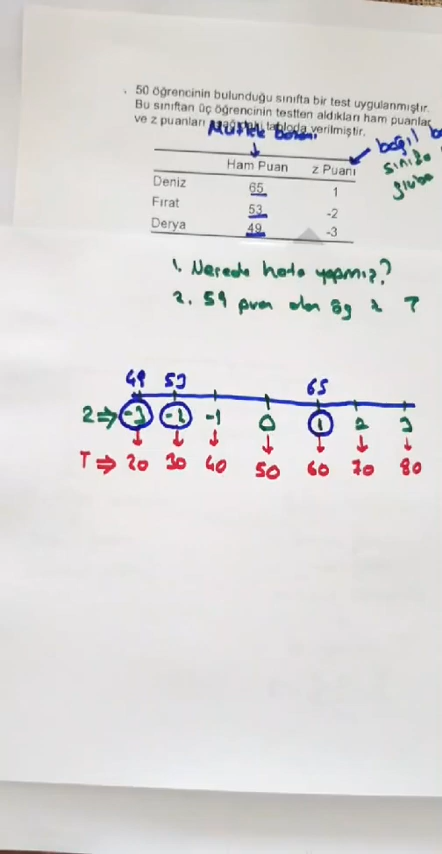 . 50 öğrencinin bulunduğu sınıfta bir test uygulanmıştır.
Bu sınıftan üç öğrencinin testten aldıkları ham puanlar
ve z puanları tabloda verilmiştir.
Mutlak
bağıl
sınıfa
Ham Puan z Puanı
Deniz 65 1
Fırat 53 -2
Derya 49 -3
1. Nerede hata yapmış?
2. 59 puan alan öğ z ?
49 53 65
Z⇒ -3 -2 -1 0 1 2 3
T⇒ 20 30 40 50 60 70 80